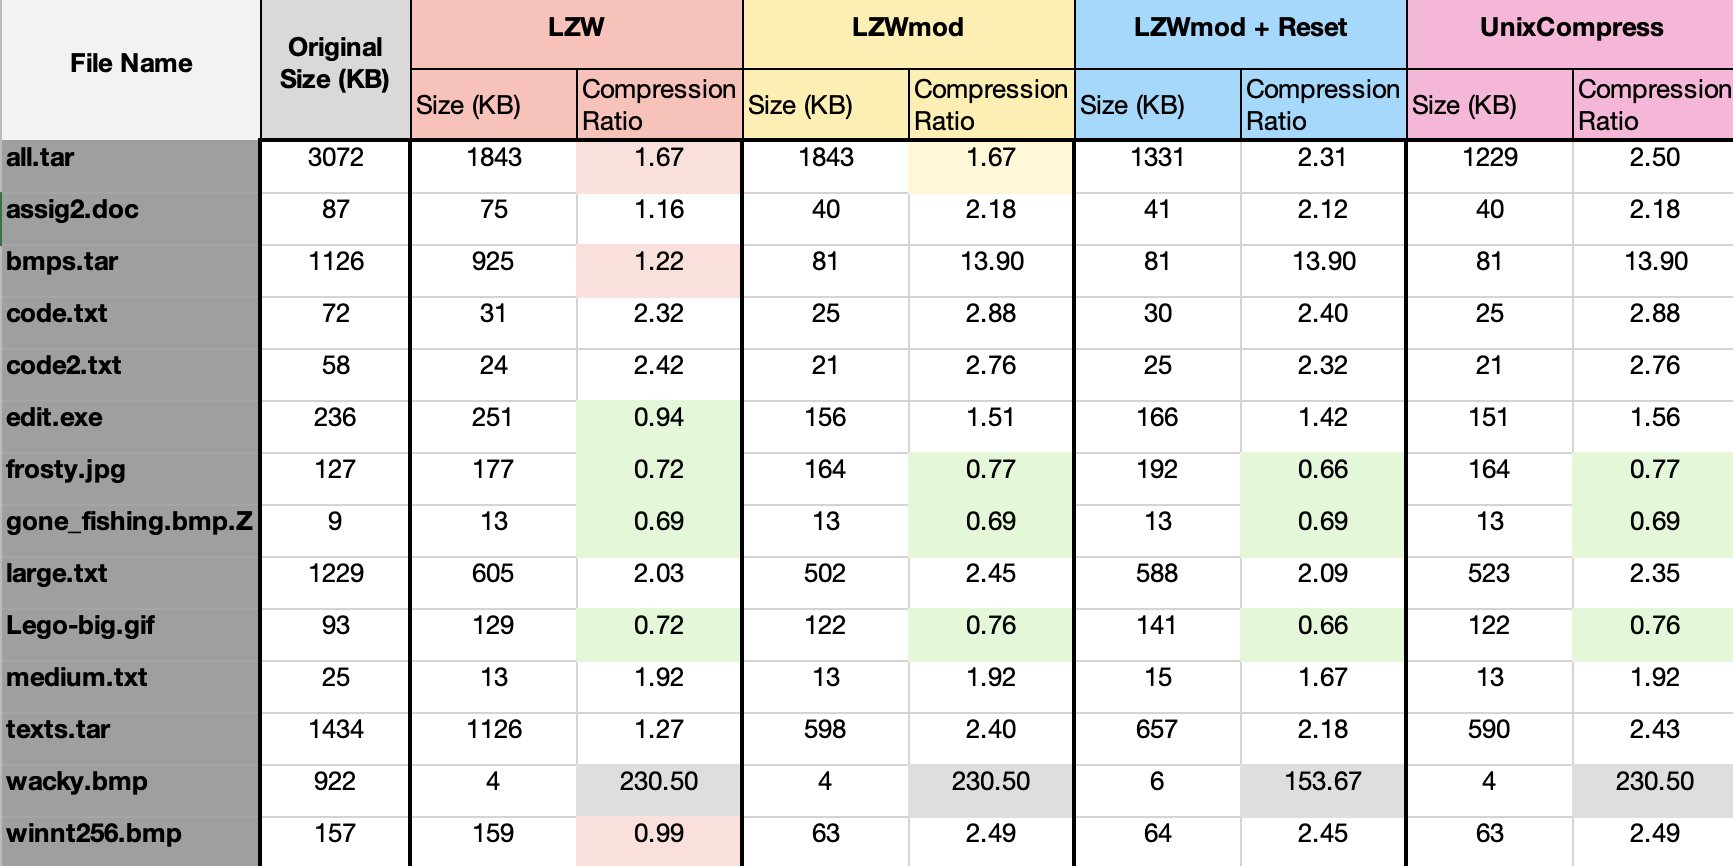 File Name Original Size (KB) LZW LZWmod LZWmod + Reset UnixCompress
Size (KB) Compression Ratio Size (KB) Compression Ratio Size (KB) Compression Ratio Size (KB) Compression Ratio
all.tar 3072 1843 1.67 1843 1.67 1331 2.31 1229 2.50
assig2.doc 87 75 1.16 40 2.18 41 2.12 40 2.18
bmps.tar 1126 925 1.22 81 13.90 81 13.90 81 13.90
code.txt 72 31 2.32 25 2.88 30 2.40 25 2.88
code2.txt 58 24 2.42 21 2.76 25 2.32 21 2.76
edit.exe 236 251 0.94 156 1.51 166 1.42 151 1.56
frosty.jpg 127 177 0.72 164 0.77 192 0.66 164 0.77
gone_fishing.bmp.Z 9 13 0.69 13 0.69 13 0.69 13 0.69
large.txt 1229 605 2.03 502 2.45 588 2.09 523 2.35
Lego-big.gif 93 129 0.72 122 0.76 141 0.66 122 0.76
medium.txt 25 13 1.92 13 1.92 15 1.67 13 1.92
texts.tar 1434 1126 1.27 598 2.40 657 2.18 590 2.43
wacky.bmp 922 4 230.50 4 230.50 6 153.67 4 230.50
winnt256.bmp 157 159 0.99 63 2.49 64 2.45 63 2.49